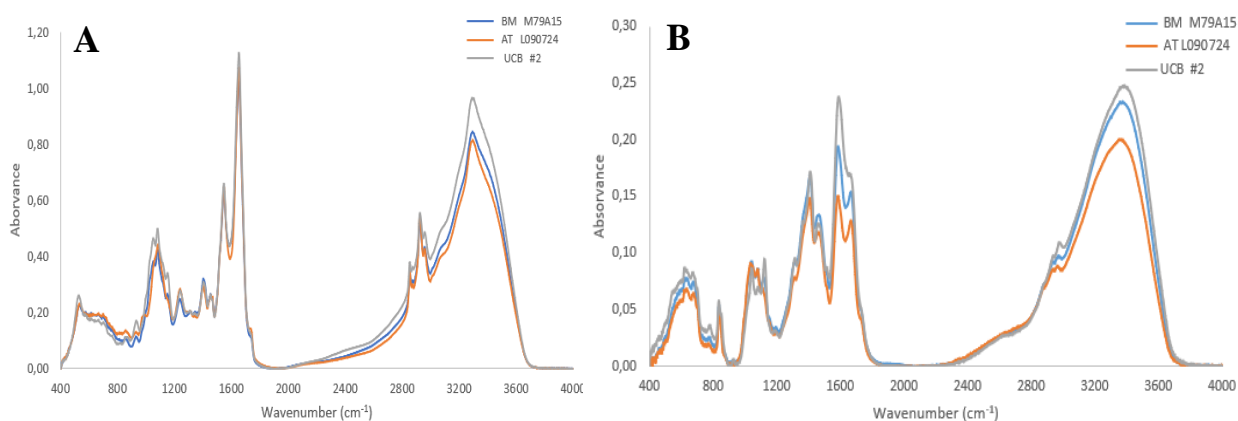 A
BM M79A15
AT L090724
UCB #2
Aborvance
1,20
1,00
0,80
0,60
0,40
0,20
0,00
400 800 1200 1600 2000 2400 2800 3200 3600 4000
Wavenumber (cm-1)
B
BM M79A15
AT L090724
UCB #2
Absorvance
0,30
0,25
0,20
0,15
0,10
0,05
0,00
400 800 1200 1600 2000 2400 2800 3200 3600 4000
Wavenumber (cm-1)